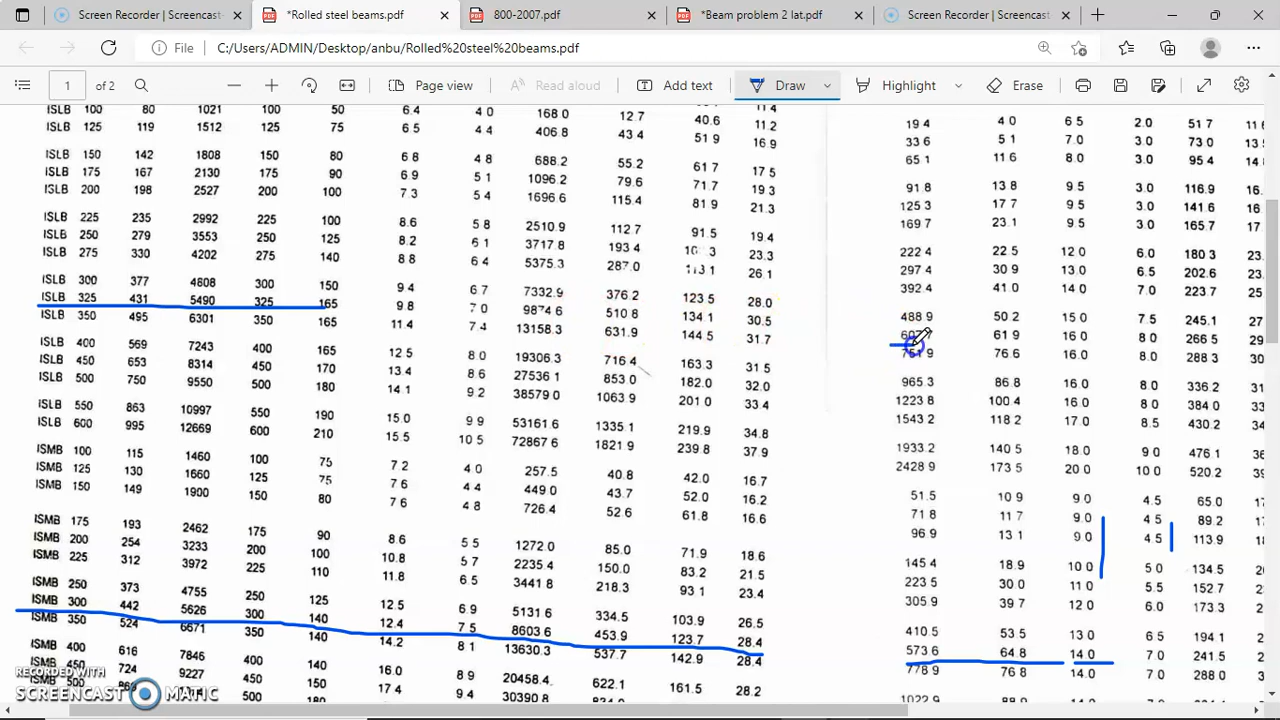 Screen Recorder | Screencast- *Rolled steel beams.pdf 800-2007.pdf *Beam problem 2 lat.pdf Screen Recorder | Screencast
File C:/Users/ADMIN/Desktop/anbu/Rolled%20steel%20beams.pdf
1 of 2 Page view Read aloud Add text Draw Highlight Erase
ISLB 100 80 1021 100 50 6.4 4 0 168 0 12.7 40.6 11.2 19 4 4 0 6 5 2 0 51 7
ISLB 125 119 1512 125 75 6 5 4 4 406.8 43 4 51 9 16.9 33 6 5 1 7.0 3.0 73 0
ISLB 150 142 1808 150 80 6 8 4 8 688.2 55.2 61 7 17 5 65.1 11 6 8 0 3.0 95 4
ISLB 175 167 2130 175 90 6.9 5 1 1096.2 79.6 71.7 19 3 91.8 13 8 9 5 3.0 116.9
ISLB 200 198 2527 200 100 7.3 5 4 1696 6 115.4 81 9 21.3 125 3 17 7 9.5 3.0 141 6
ISLB 225 235 2992 225 100 8.6 5 8 2510.9 112.7 91.5 19.4 169 7 23 1 9.5 3.0 165.7
ISLB 250 279 3553 250 125 8.2 6 1 3717.8 193 4 23.3 222 4 22 5 12 0 6.0 180 3
ISLB 275 330 4202 275 140 8 8 6 4 5375.3 287.0 26 1 297 4 30 9 13.0 6.5 202 6
ISLB 300 377 4808 300 150 9 4 6.7 7332.9 376.2 123 5 28.0 392 4 41 0 14 0 7.0 223.7
ISLB 325 431 5490 325 165 9.8 7 0 9874 6 510 8 134 1 30.5 488 9 50 2 15 0 7.5 245.1
ISLB 350 495 6301 350 165 11.4 7 4 13158.3 631.9 144 5 31.7 61 9 16 0 8 0 266 5
ISLB 400 569 7243 400 165 12.5 8 0 19306.3 716 4 163.3 31 5 76 6 16.0 8 0 288 3
ISLB 450 653 8314 450 170 13.4 8 6 27536 1 853.0 182.0 32.0 965.3 86 8 16 0 8 0 336 2
ISLB 500 750 9550 500 180 14.1 9 2 38579 0 1063.9 201 0 33 4 1223 8 100 4 16 0 8 0 384 0
ISLB 550 863 10997 550 190 15.0 9 9 53161 6 1335.1 219.9 34 8 1543 2 118 2 17 0 8.5 430.2
ISLB 600 995 12669 600 210 15.5 10 5 72867 6 1821.9 239 8 37 9 1933.2 140 5 18.0 9 0 476 1
ISMB 100 115 1460 100 75 7.2 4 0 257.5 40.8 42 0 16.7 2428 9 173 5 20 0 10 0 520.2
ISMB 125 130 1660 125 75 7 6 4 4 449 0 43.7 52 0 16.2 51.5 10 9 9 0 4.5 65 0
ISMB 150 149 1900 150 80 7 6 4 8 726.4 52 6 61.8 16 6 71 8 11 7 9.0 4 5 89.2
ISMB 175 193 2462 175 90 8 6 5 5 1272.0 85.0 71.9 18 6 96 9 13 1 9 0 4 5 113.9
ISMB 200 254 3233 200 100 10.8 5 7 2235.4 150.0 83 2 21 5 145 4 18.9 10 0 5 0 134.5
ISMB 225 312 3972 225 110 11.8 6 5 3441 8 218.3 93 1 23 4 223 5 30 0 11 0 5.5 152.7
ISMB 250 373 4755 250 125 12.5 6 9 5131 6 334.5 103.9 26 5 305 9 39 7 12 0 6.0 173.3
ISMB 300 442 5626 300 140 12.4 7 5 8603 6 453.9 123.7 28.4 410 5 53 5 13 0 6 5 194 1
ISMB 350 524 6671 350 140 14.2 8 1 13630.3 537.7 142.9 28.4 573 6 64 8 14 0 7 0 241.5
ISMB 400 616 7846 400 140 16.0 8 9 20458.4 622.1 161.5 28.2 778 9 76 8 14.0 7 0 288 0
450 724 9227 450 150 17 4 9 4 30390.8
RECORDED WITH
SCREENCAST MATIC